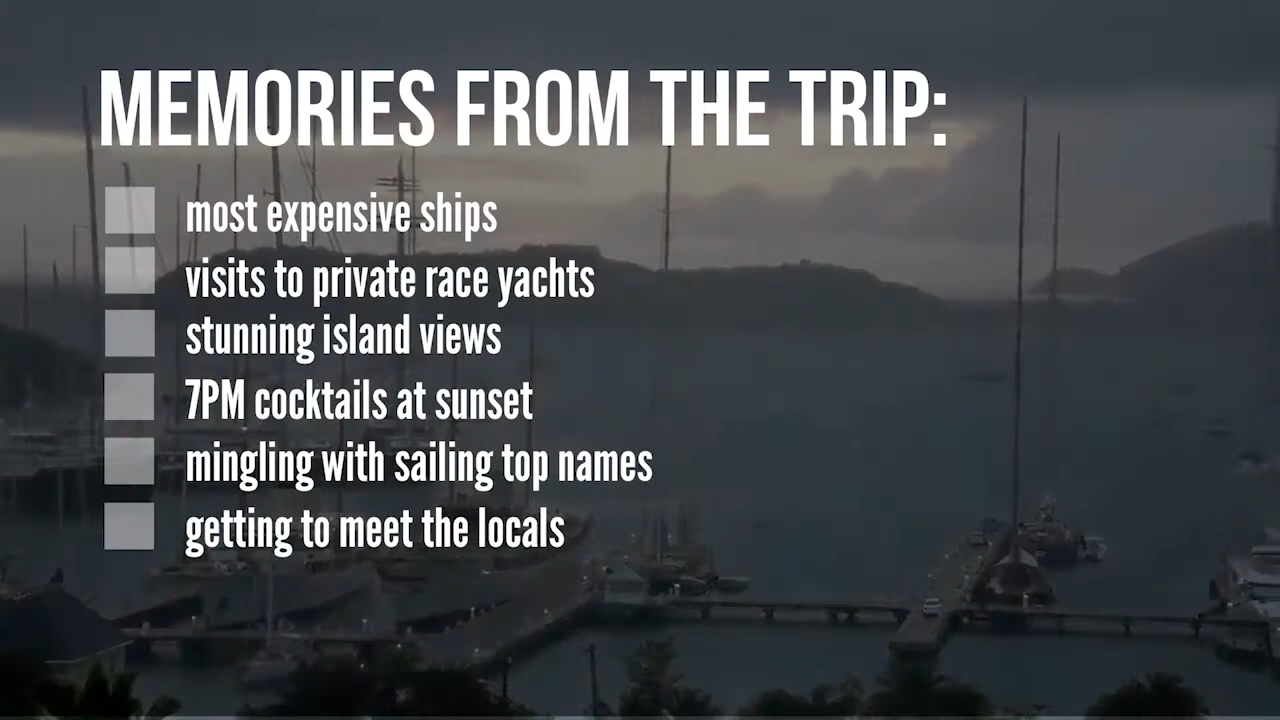 MEMORIES FROM THE TRIP:
most expensive ships
visits to private race yachts
stunning island views
7PM cocktails at sunset
mingling with sailing top names
getting to meet the locals